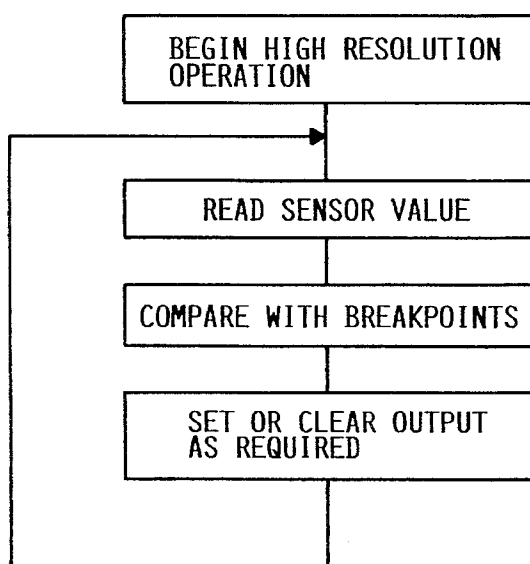 BEGIN HIGH RESOLUTION
OPERATION
READ SENSOR VALUE
COMPARE WITH BREAKPOINTS
SET OR CLEAR OUTPUT
AS REQUIRED